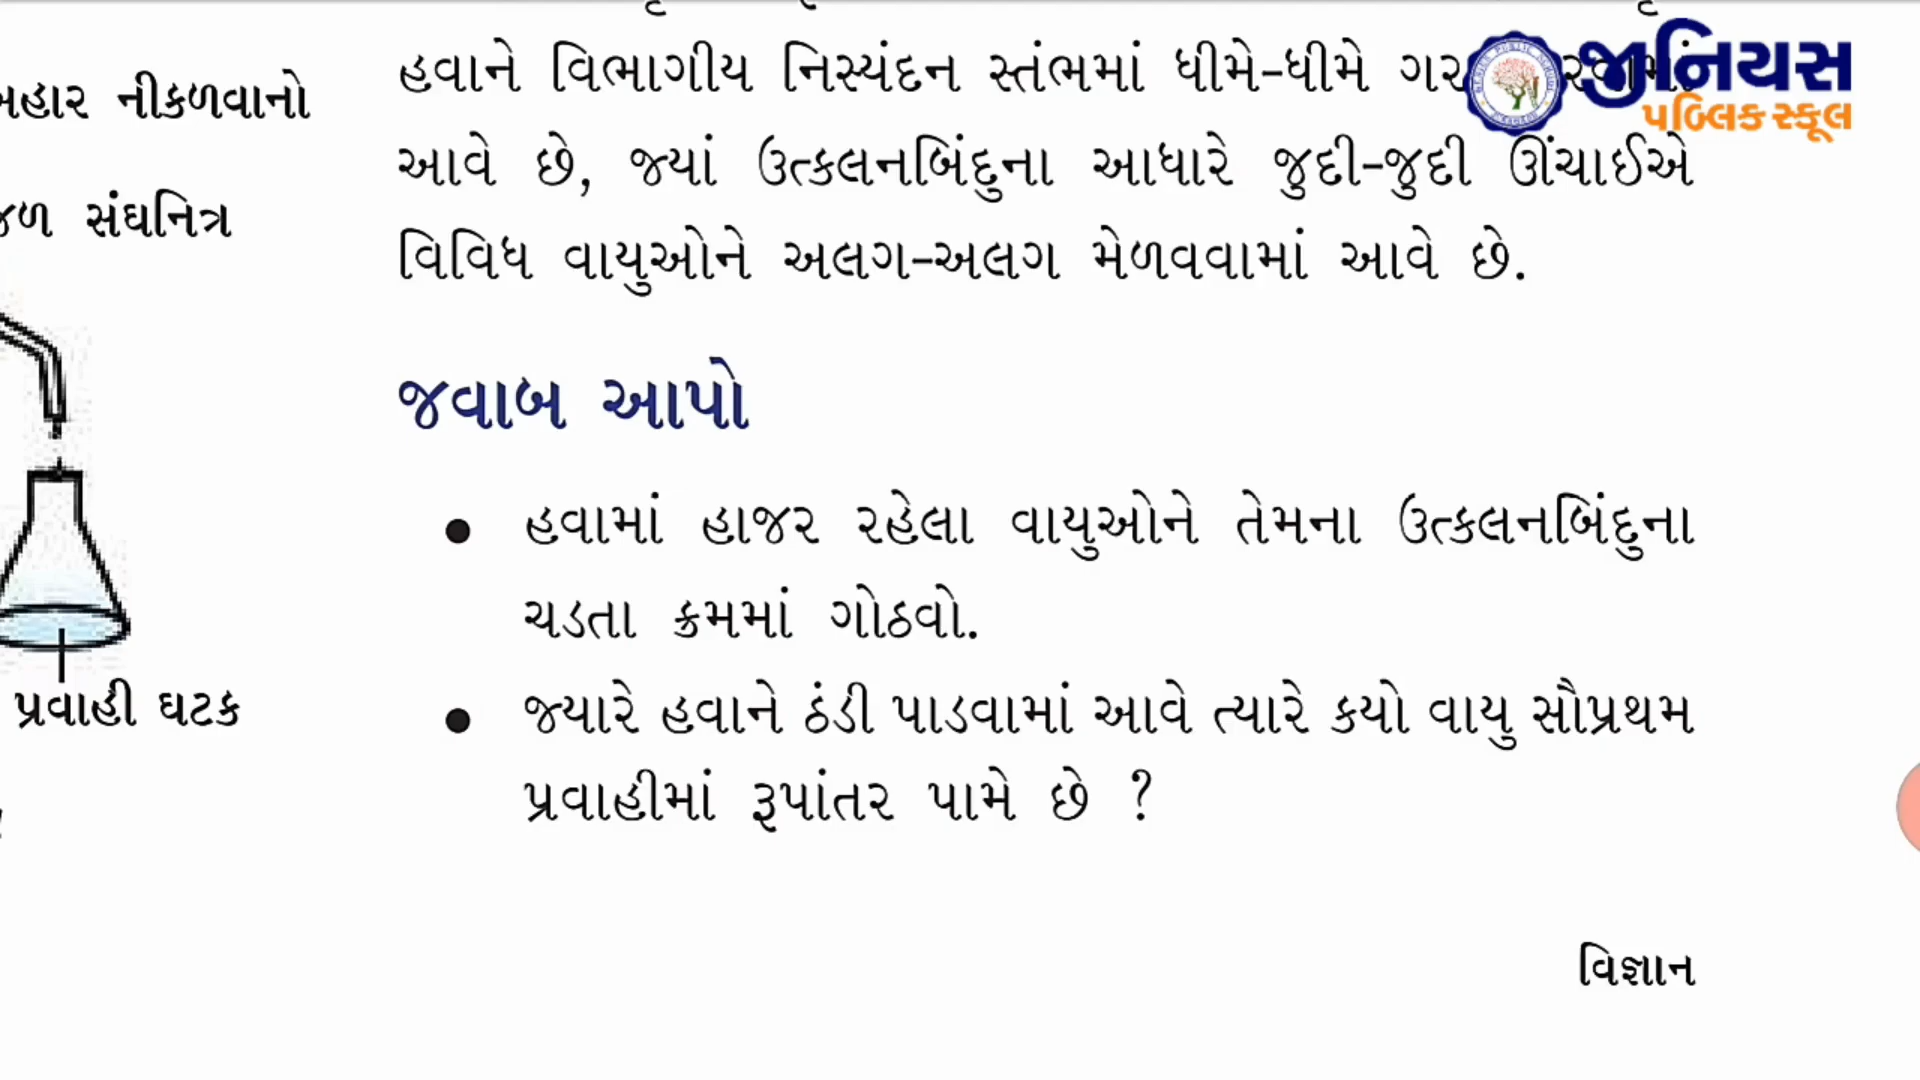 બહાર નીકળવાનો
જળ સંઘનિત્ર
પ્રવાહી ઘટક
હવાને વિભાગીય નિસ્યંદન સ્તંભમાં ધીમે-ધીમે
આવે છે, જ્યાં ઉત્કલનબિંદુના આધારે જુદી-જુદી ઊંચાઈએ
વિવિધ વાયુઓને અલગ-અલગ મેળવવામાં આવે છે.
જવાબ આપો
● હવામાં હાજર રહેલા વાયુઓને તેમના ઉત્કલનબિંદુના
ચડતા ક્રમમાં ગોઠવો.
● જ્યારે હવાને ઠંડી પાડવામાં આવે ત્યારે કયો વાયુ સૌપ્રથમ
પ્રવાહીમાં રૂપાંતર પામે છે ?
વિજ્ઞાન
જીનિયસ
પબ્લિક સ્કૂલ